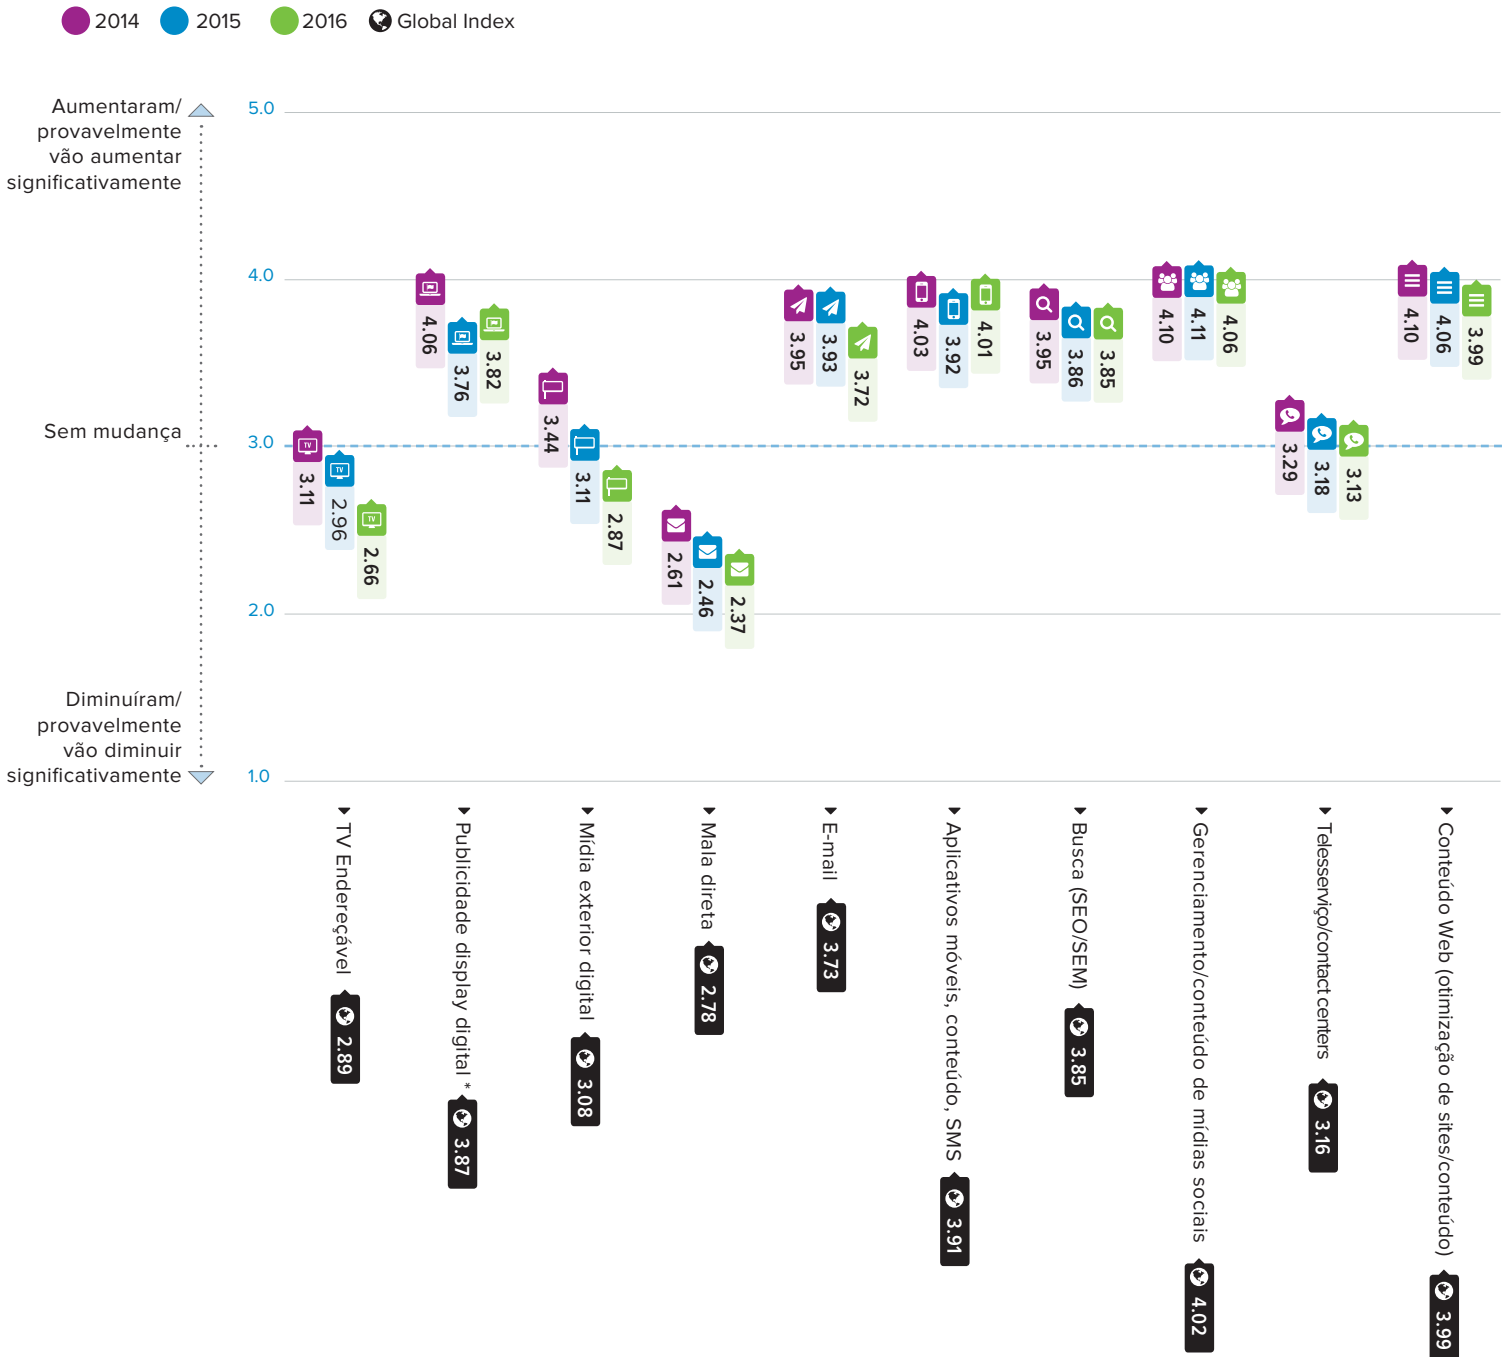 2014 2015 2016 Global Index
Aumentaram/
provavelmente
vão aumentar
significativamente
Sem mudança
Diminuíram/
provavelmente
vão diminuir
significativamente
5.0
4.0
3.0
2.0
1.0
TV
3.11
TV
2.96
TV
2.66
4.06
3.76
3.82
3.44
3.11
2.87
2.61
2.46
2.37
3.95
3.93
3.72
4.03
3.92
4.01
3.95
3.86
3.85
4.10
4.11
4.06
3.29
3.18
3.13
4.10
4.06
3.99
TV Endereçável 2.89
Publicidade display digital * 3.87
Mídia exterior digital 3.08
Mala direta 2.78
E-mail 3.73
Aplicativos móveis, conteúdo, SMS 3.91
Busca (SEO/SEM) 3.85
Gerenciamento/conteúdo de mídias sociais 4.02
Telesserviço/contact centers 3.16
Conteúdo Web (otimização de sites/conteúdo) 3.99